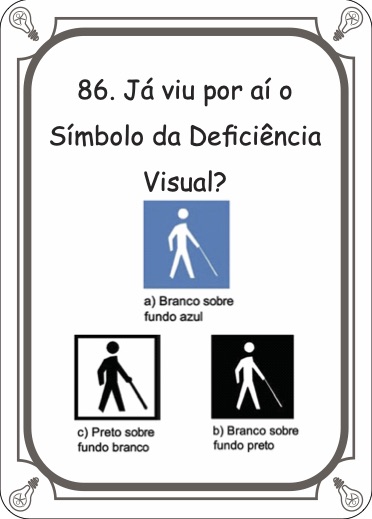 86. Já viu por aí o
Símbolo da Deficiência
Visual?
a) Branco sobre
fundo azul
c) Preto sobre
fundo branco
b) Branco sobre
fundo preto